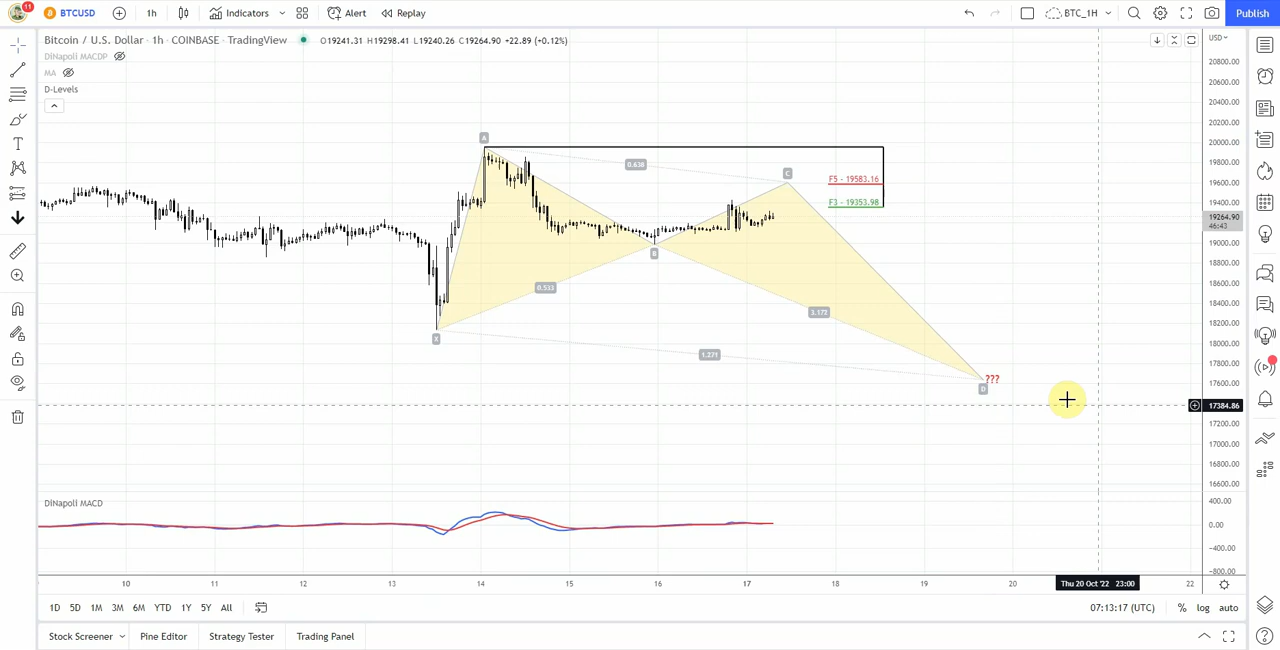 11 BTCUSD 1h Indicators Alert Replay BTC_1H Publish
Bitcoin / U.S. Dollar · 1h · COINBASE · TradingView O19241.31 H19298.41 L19240.26 C19264.90 +22.89 (+0.12%) USD
DiNapoli MACDP
MA
D-Levels
20800.00
20600.00
20400.00
20200.00
20000.00
19800.00
19600.00
19400.00
19264.90
46:43
19000.00
18800.00
18600.00
18400.00
18200.00
18000.00
17800.00
17600.00
17384.86
17200.00
17000.00
16800.00
16600.00
A
0.638
C
F5 - 19583.16
F3 - 19353.98
B
0.533
3.172
X
1.271
???
D
DiNapoli MACD
400.00
0.00
-400.00
-800.00
10 11 12 13 14 15 16 17 18 19 20 Thu 20 Oct '22 23:00 22
1D 5D 1M 3M 6M YTD 1Y 5Y All 07:13:17 (UTC) % log auto
Stock Screener Pine Editor Strategy Tester Trading Panel